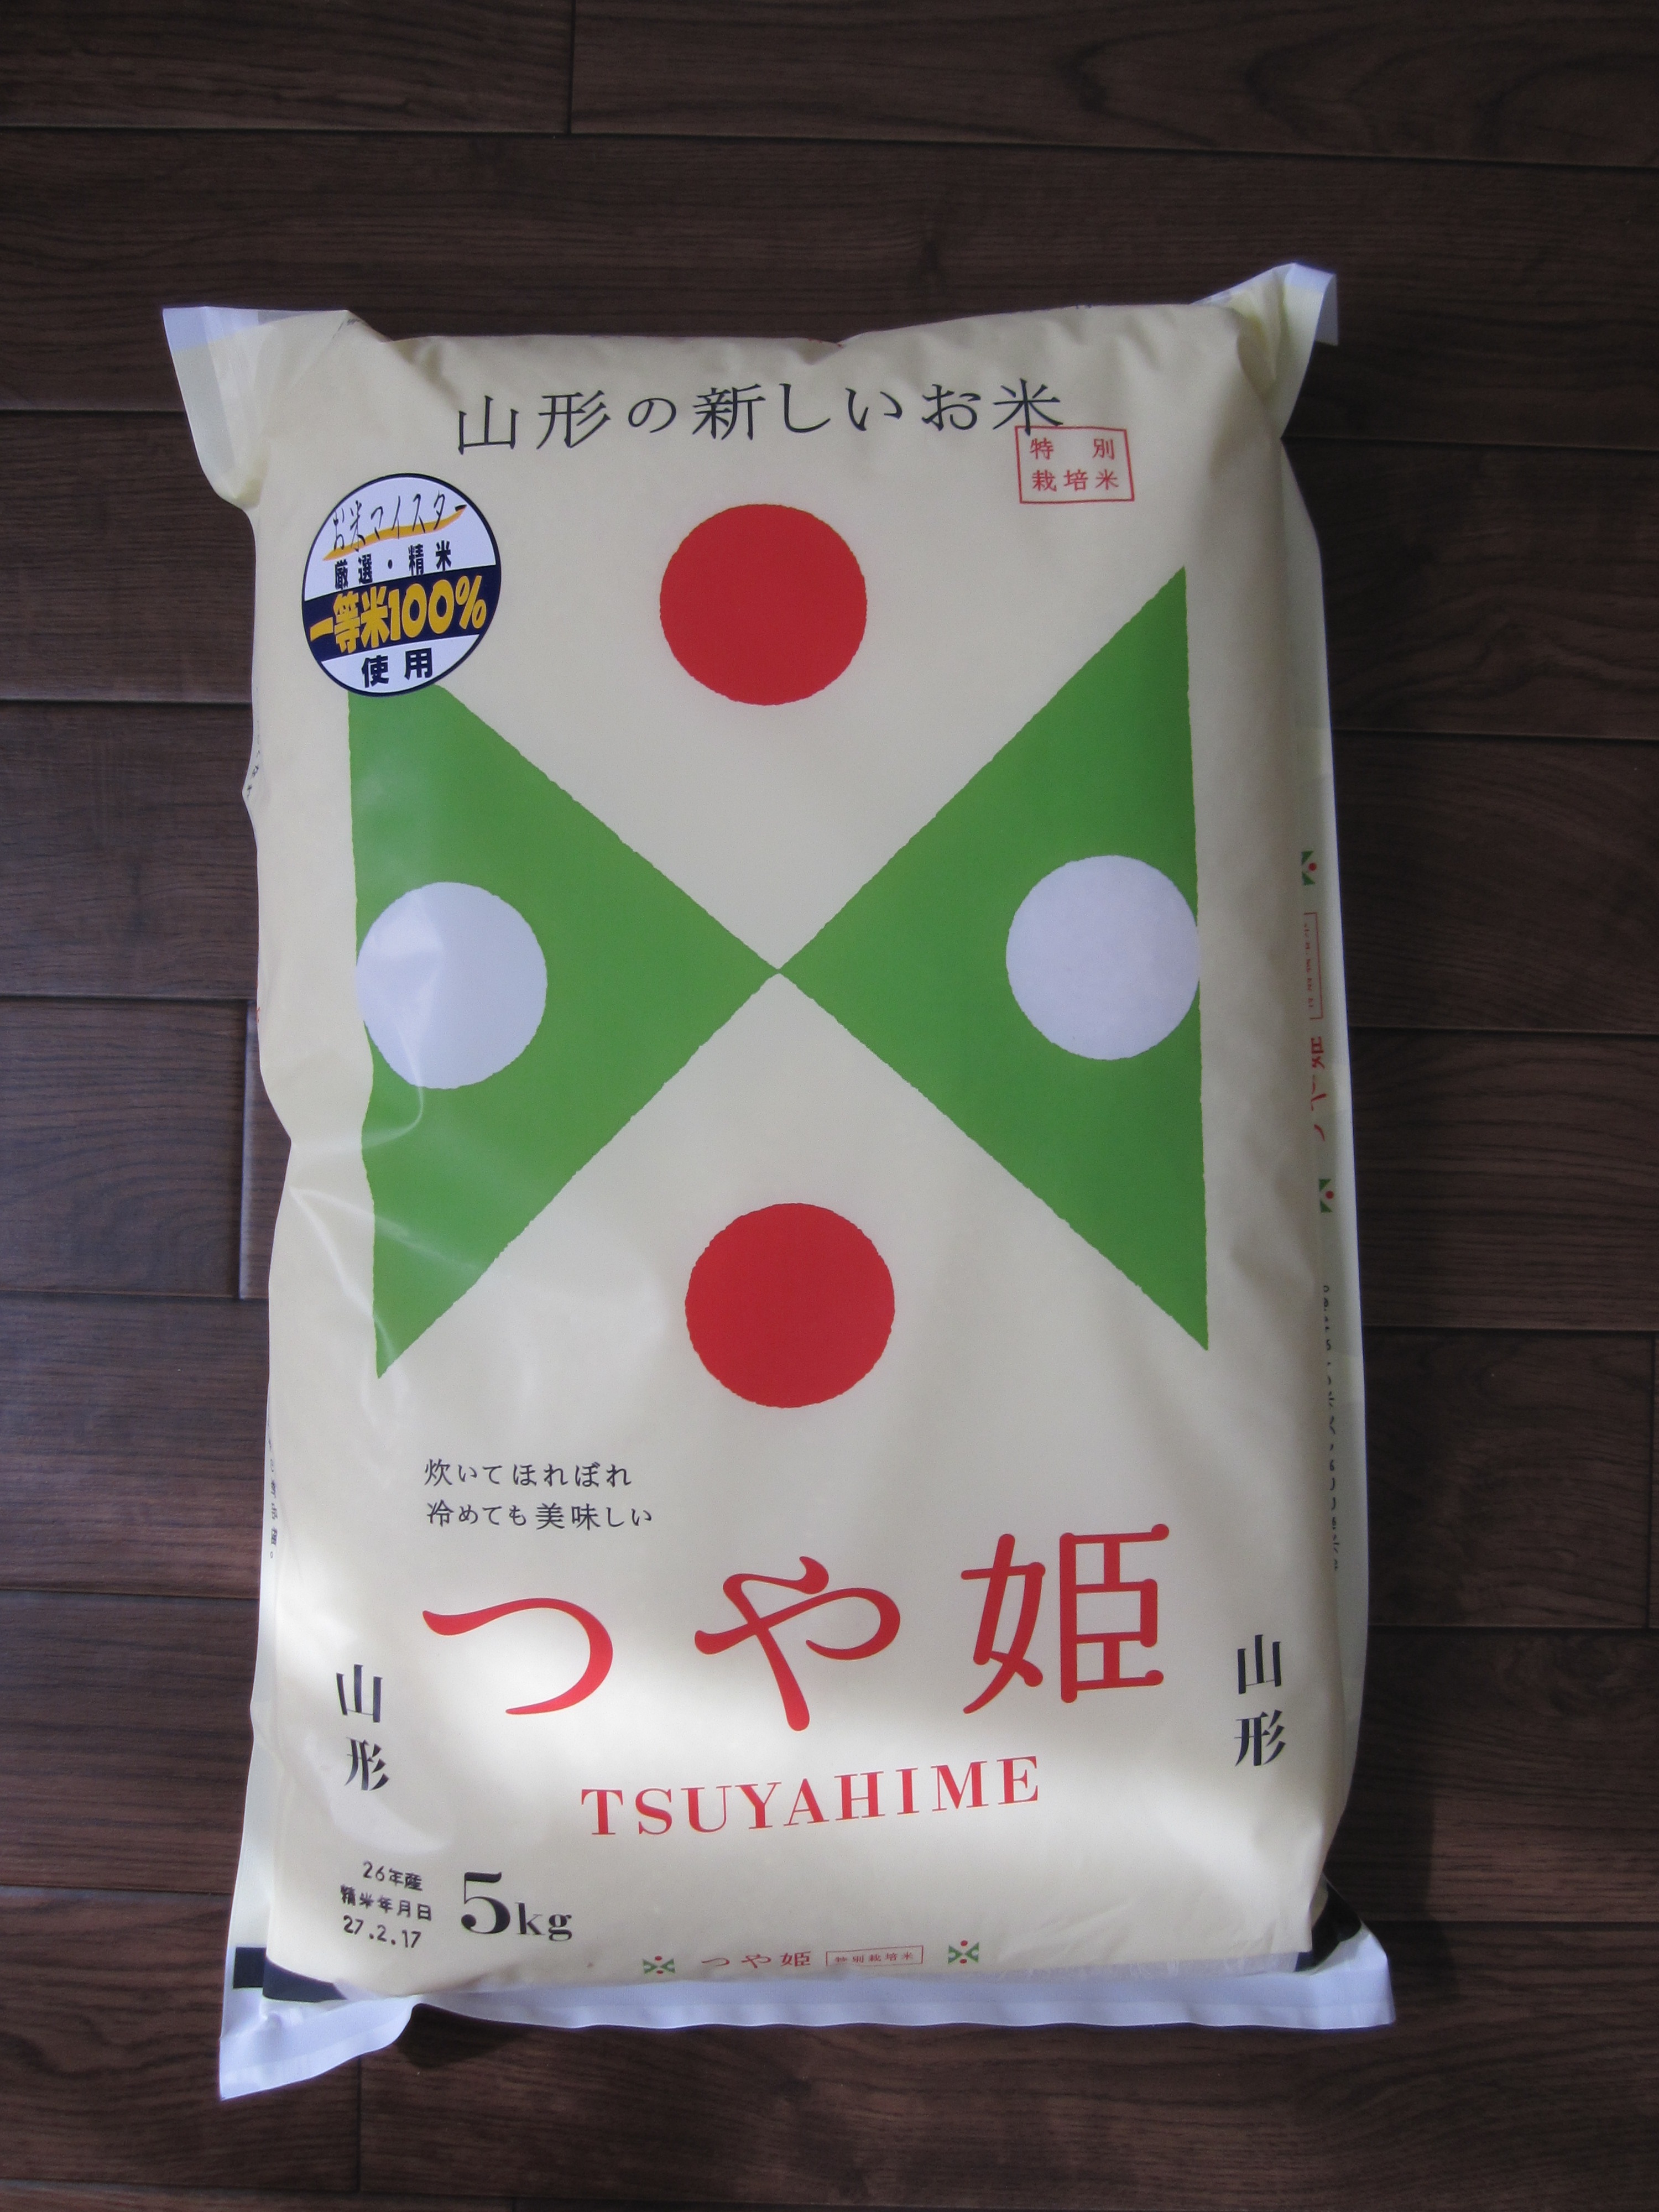 山形の新しいお米
特別
栽培米
お米マイスター
厳選・精米
一等米100%
使用
炊いてほれぼれ
冷めても美味しい
つや姫
山形
山形
TSUYAHIME
26年産
精米年月日
27.2.17
5kg
つや姫 特別栽培米
つや姫